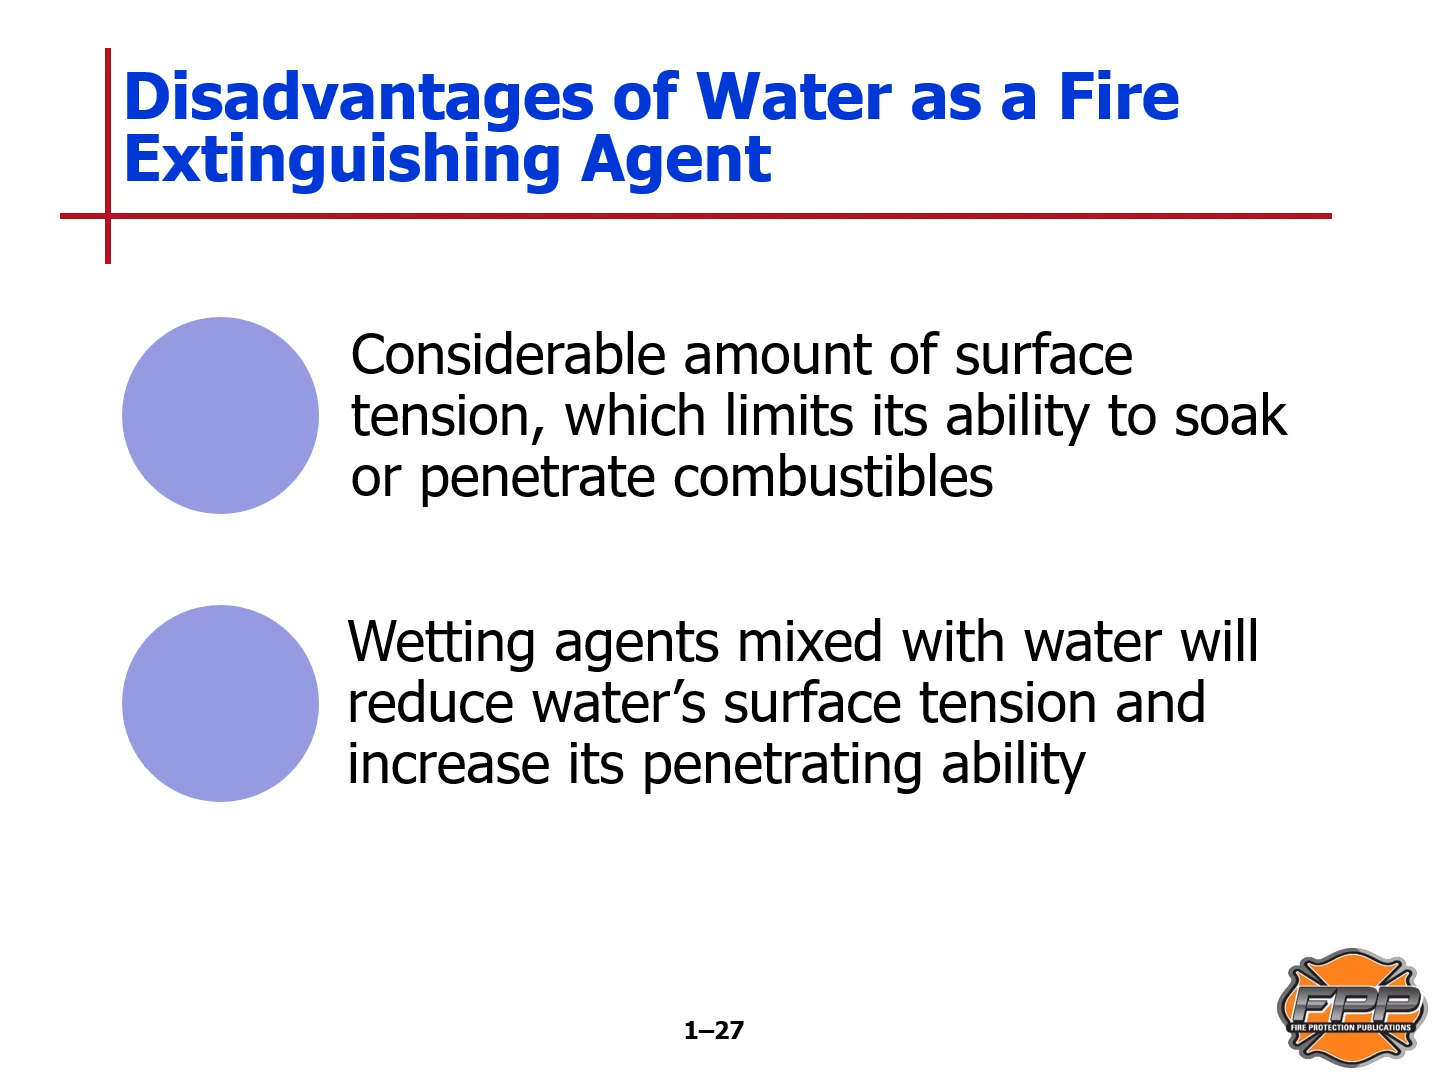 Disadvantages of Water as a Fire
Extinguishing Agent
Considerable amount of surface
tension, which limits its ability to soak
or penetrate combustibles
Wetting agents mixed with water will
reduce water’s surface tension and
increase its penetrating ability
1–27
FPP
FIRE PROTECTION PUBLICATIONS